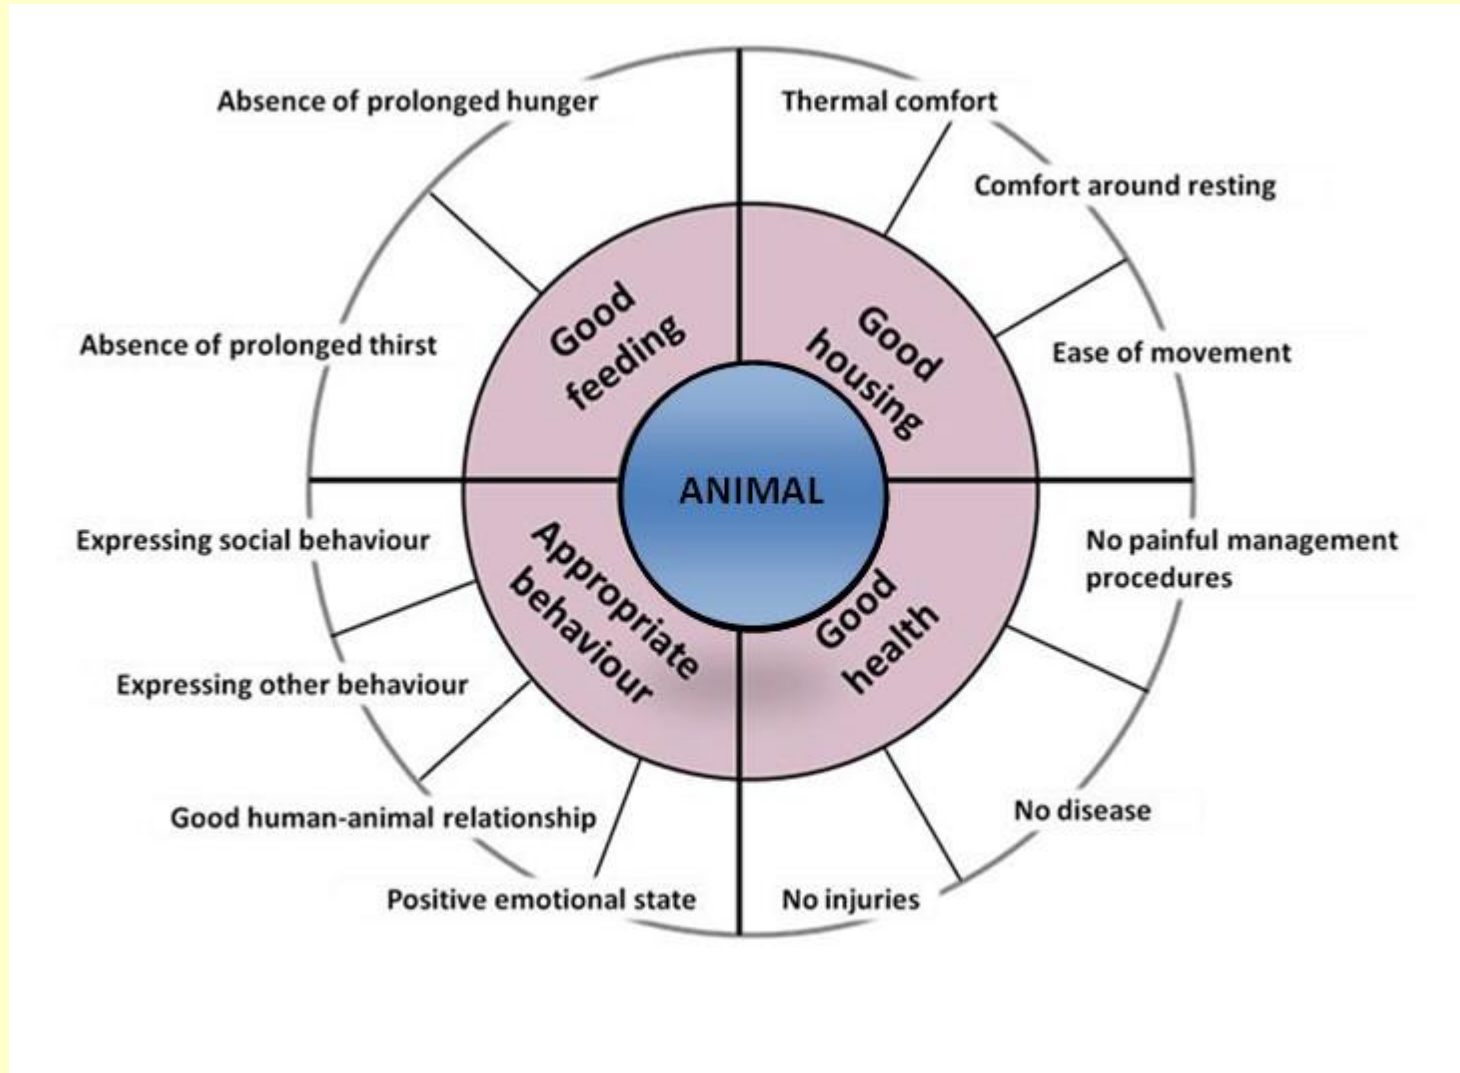 Absence of prolonged hunger
Thermal comfort
Comfort around resting
Absence of prolonged thirst
Good
feeding
Good
housing
Ease of movement
ANIMAL
Expressing social behaviour
Appropriate
behaviour
Good
health
No painful management
procedures
Expressing other behaviour
Good human-animal relationship
No disease
Positive emotional state
No injuries